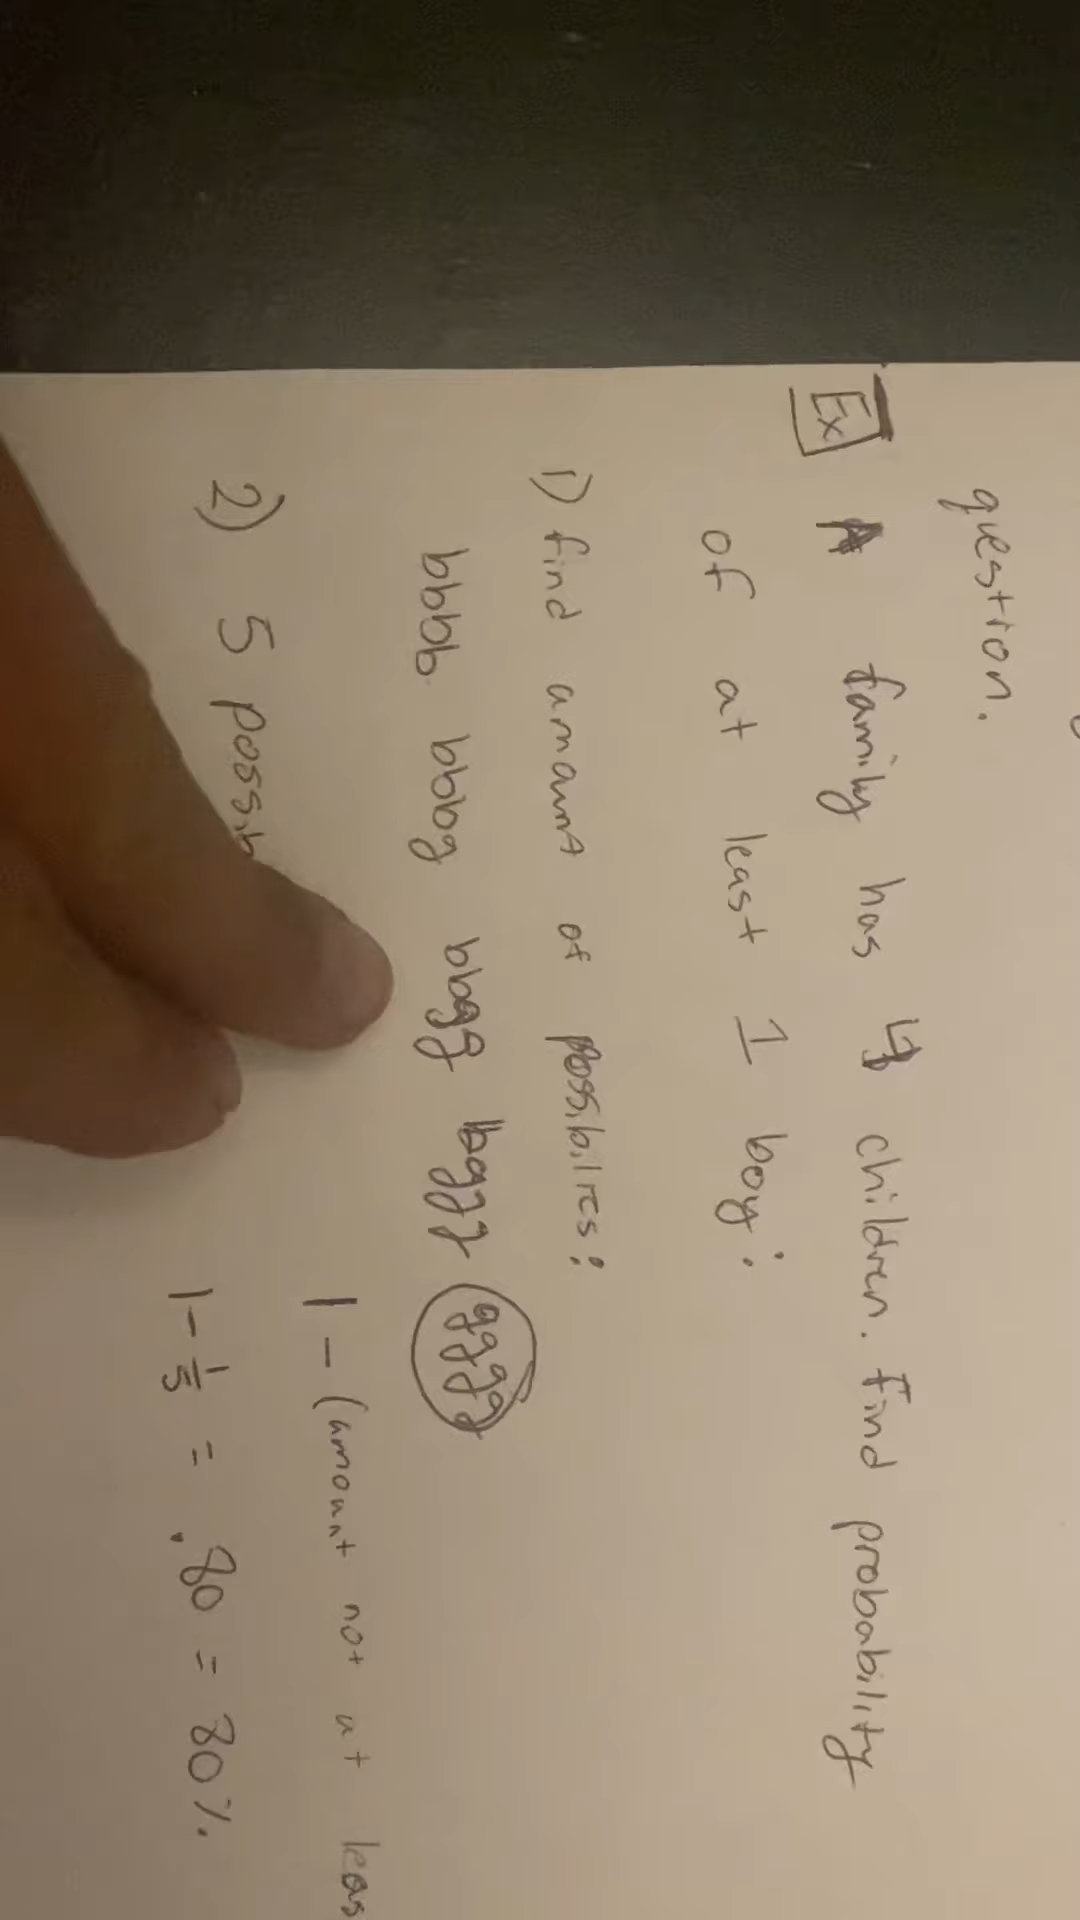 question.
Ex A family has 4 children. Find probability
of at least 1 boy:
1) find amount of
bbbb bbbg bbgg bggg gggg
1 - (amount not at leas
2) 5 possib
1 - 1/5 = .80 = 80%